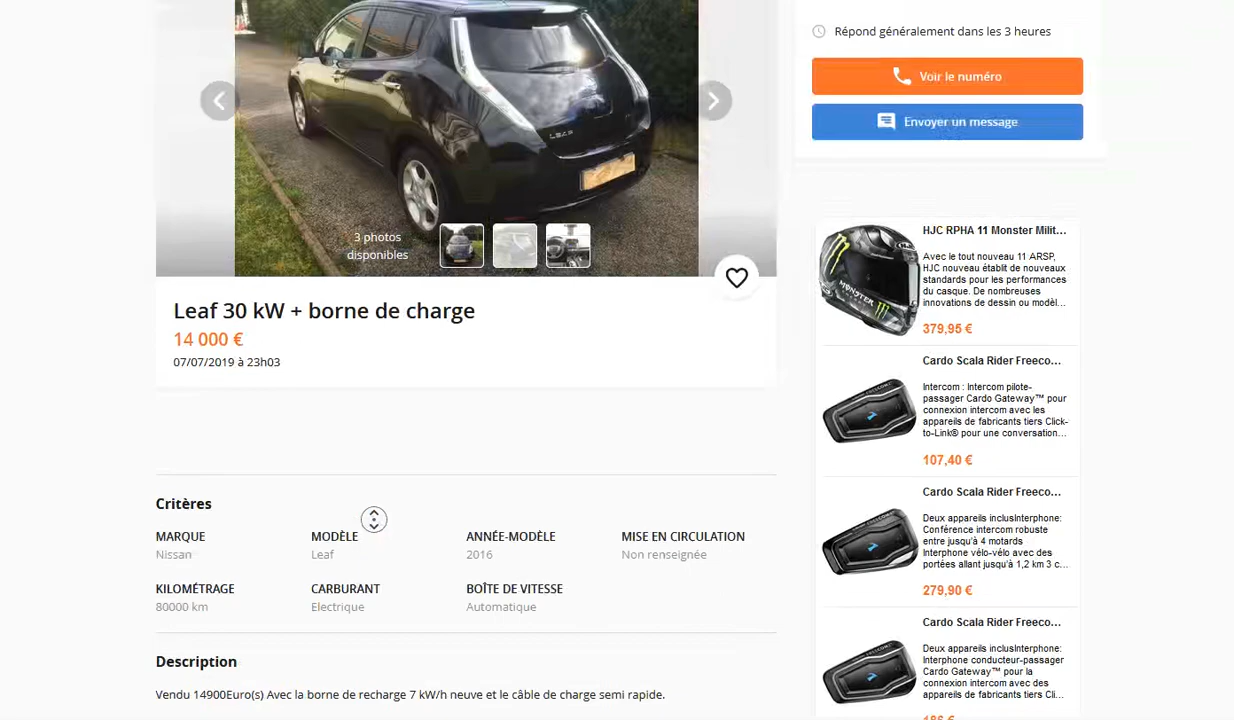 Répond généralement dans les 3 heures
Voir le numéro
Envoyer un message
LEAF
3 photos
disponibles
Leaf 30 kW + borne de charge
14 000 €
07/07/2019 à 23h03
Critères
MARQUE
Nissan
MODÈLE
Leaf
ANNÉE-MODÈLE
2016
MISE EN CIRCULATION
Non renseignée
KILOMÉTRAGE
80000 km
CARBURANT
Electrique
BOÎTE DE VITESSE
Automatique
Description
Vendu 14900Euro(s) Avec la borne de recharge 7 kW/h neuve et le câble de charge semi rapide.
HJC RPHA 11 Monster Milit...
Avec le tout nouveau 11 ARSP,
HJC nouveau établit de nouveaux
standards pour les performances
du casque. De nombreuses
innovations de dessin ou modèl...
379,95 €
HJC
MONSTER
Cardo Scala Rider Freeco...
Intercom : Intercom pilote-
passager Cardo Gateway™ pour
connexion intercom avec les
appareils de fabricants tiers Click-
to-Link® pour une conversation...
107,40 €
Cardo Scala Rider Freeco...
Deux appareils inclusInterphone:
Conférence intercom robuste
entre jusqu'à 4 motards
Interphone vélo-vélo avec des
portées allant jusqu'à 1,2 km 3 c...
279,90 €
Cardo Scala Rider Freeco...
Deux appareils inclusInterphone:
Interphone conducteur-passager
Cardo Gateway™ pour la
connexion intercom avec des
appareils de fabricants tiers Cli...
186 €